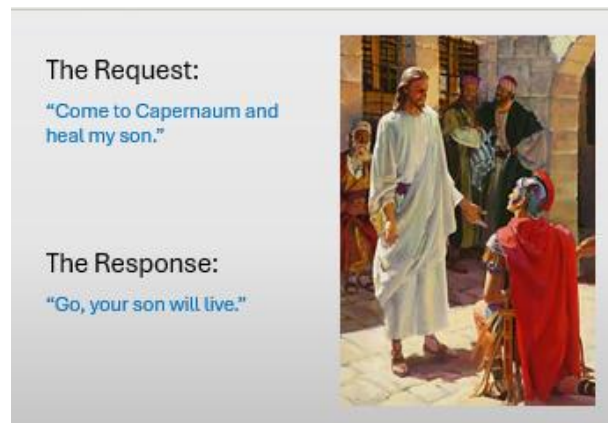 The Request:
“Come to Capernaum and
heal my son.”
The Response:
“Go, your son will live.”